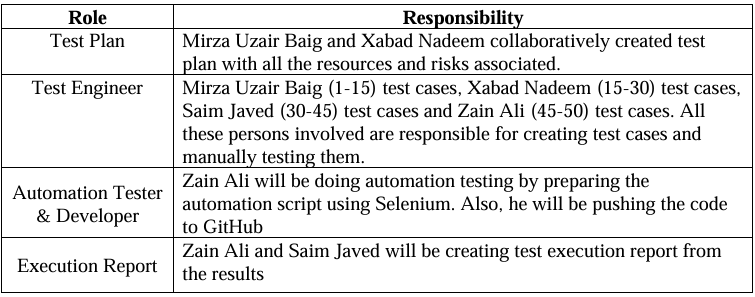 Role Responsibility
Test Plan Mirza Uzair Baig and Xabad Nadeem collaboratively created test
plan with all the resources and risks associated.
Test Engineer Mirza Uzair Baig (1-15) test cases, Xabad Nadeem (15-30) test cases,
Saim Javed (30-45) test cases and Zain Ali (45-50) test cases. All
these persons involved are responsible for creating test cases and
manually testing them.
Automation Tester
& Developer
Zain Ali will be doing automation testing by preparing the
automation script using Selenium. Also, he will be pushing the code
to GitHub
Execution Report
Zain Ali and Saim Javed will be creating test execution report from
the results